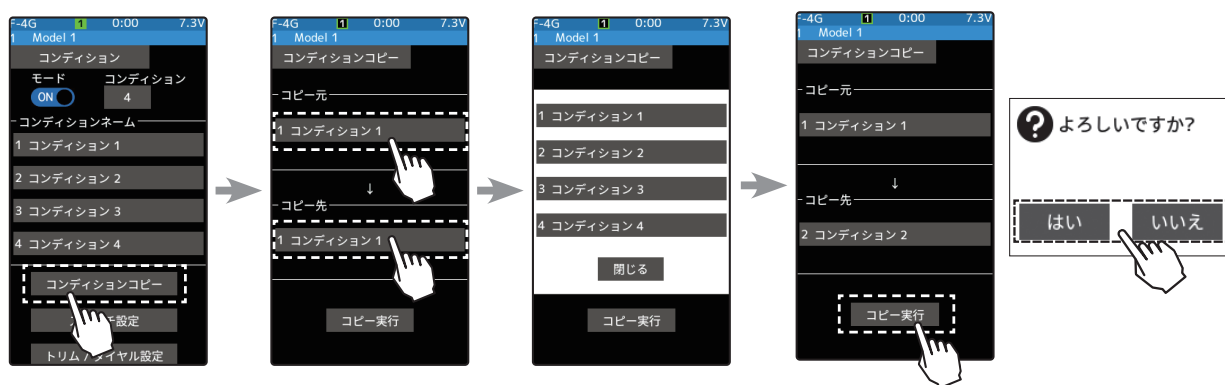 F-4G 1 0:00 7.3V
1 Model 1
コンディション
モード コンディション
ON 4
コンディションネーム
1 コンディション 1
2 コンディション 2
3 コンディション 3
4 コンディション 4
コンディションコピー
設定
トリム / ダイヤル設定
F-4G 1 0:00 7.3V
1 Model 1
コンディションコピー
コピー元
1 コンディション 1
↓
コピー先
1 コンディション 1
コピー実行
F-4G 1 0:00 7.3V
1 Model 1
コンディションコピー
1 コンディション 1
2 コンディション 2
3 コンディション 3
4 コンディション 4
閉じる
コピー実行
F-4G 1 0:00 7.3V
1 Model 1
コンディションコピー
コピー元
1 コンディション 1
↓
コピー先
2 コンディション 2
コピー実行
? よろしいですか?
はい いいえ